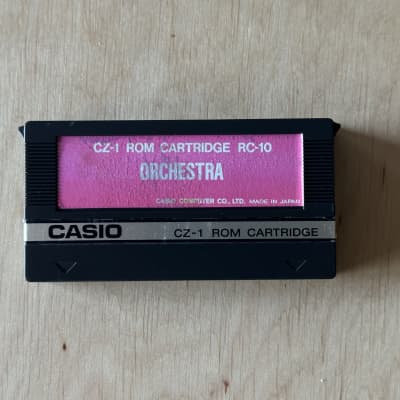 CZ-1 ROM CARTRIDGE RC-10
ORCHESTRA
CASIO COMPUTER CO., LTD. MADE IN JAPAN
CASIO CZ-1 ROM CARTRIDGE